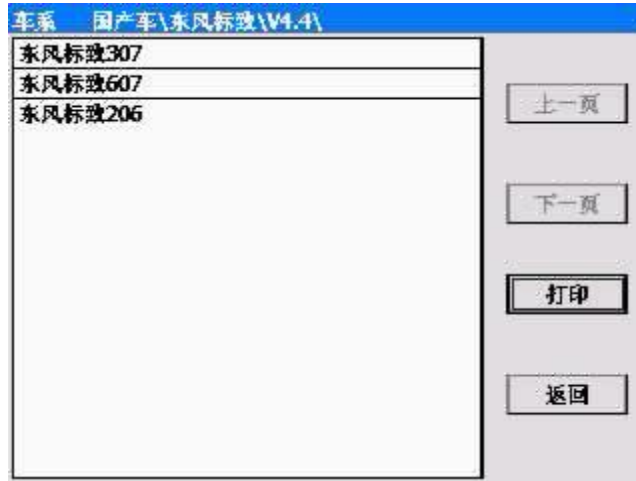 车系 国产车\东风标致\V4.4\
东风标致307
东风标致607
东风标致206
上一页
下一页
打印
返回